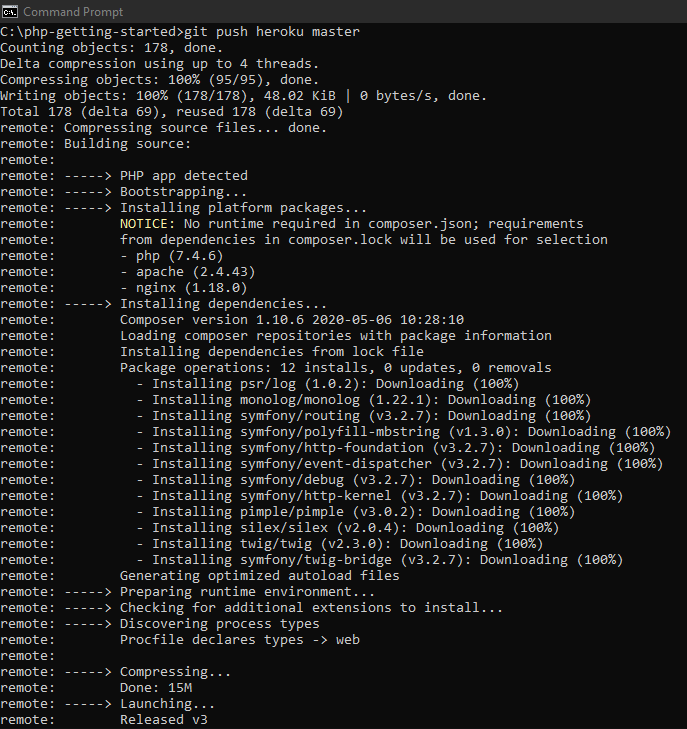 Command Prompt
C:\php-getting-started>git push heroku master
Counting objects: 178, done.
Delta compression using up to 4 threads.
Compressing objects: 100% (95/95), done.
Writing objects: 100% (178/178), 48.02 KiB | 0 bytes/s, done.
Total 178 (delta 69), reused 178 (delta 69)
remote: Compressing source files... done.
remote: Building source:
remote:
remote: -----> PHP app detected
remote: -----> Bootstrapping...
remote: -----> Installing platform packages...
remote:        NOTICE: No runtime required in composer.json; requirements
remote:        from dependencies in composer.lock will be used for selection
remote:        - php (7.4.6)
remote:        - apache (2.4.43)
remote:        - nginx (1.18.0)
remote: -----> Installing dependencies...
remote:        Composer version 1.10.6 2020-05-06 10:28:10
remote:        Loading composer repositories with package information
remote:        Installing dependencies from lock file
remote:        Package operations: 12 installs, 0 updates, 0 removals
remote:          - Installing psr/log (1.0.2): Downloading (100%)
remote:          - Installing monolog/monolog (1.22.1): Downloading (100%)
remote:          - Installing symfony/routing (v3.2.7): Downloading (100%)
remote:          - Installing symfony/polyfill-mbstring (v1.3.0): Downloading (100%)
remote:          - Installing symfony/http-foundation (v3.2.7): Downloading (100%)
remote:          - Installing symfony/event-dispatcher (v3.2.7): Downloading (100%)
remote:          - Installing symfony/debug (v3.2.7): Downloading (100%)
remote:          - Installing symfony/http-kernel (v3.2.7): Downloading (100%)
remote:          - Installing pimple/pimple (v3.0.2): Downloading (100%)
remote:          - Installing silex/silex (v2.0.4): Downloading (100%)
remote:          - Installing twig/twig (v2.3.0): Downloading (100%)
remote:          - Installing symfony/twig-bridge (v3.2.7): Downloading (100%)
remote:        Generating optimized autoload files
remote: -----> Preparing runtime environment...
remote: -----> Checking for additional extensions to install...
remote: -----> Discovering process types
remote:        Procfile declares types -> web
remote:
remote: -----> Compressing...
remote:        Done: 15M
remote: -----> Launching...
remote:        Released v3